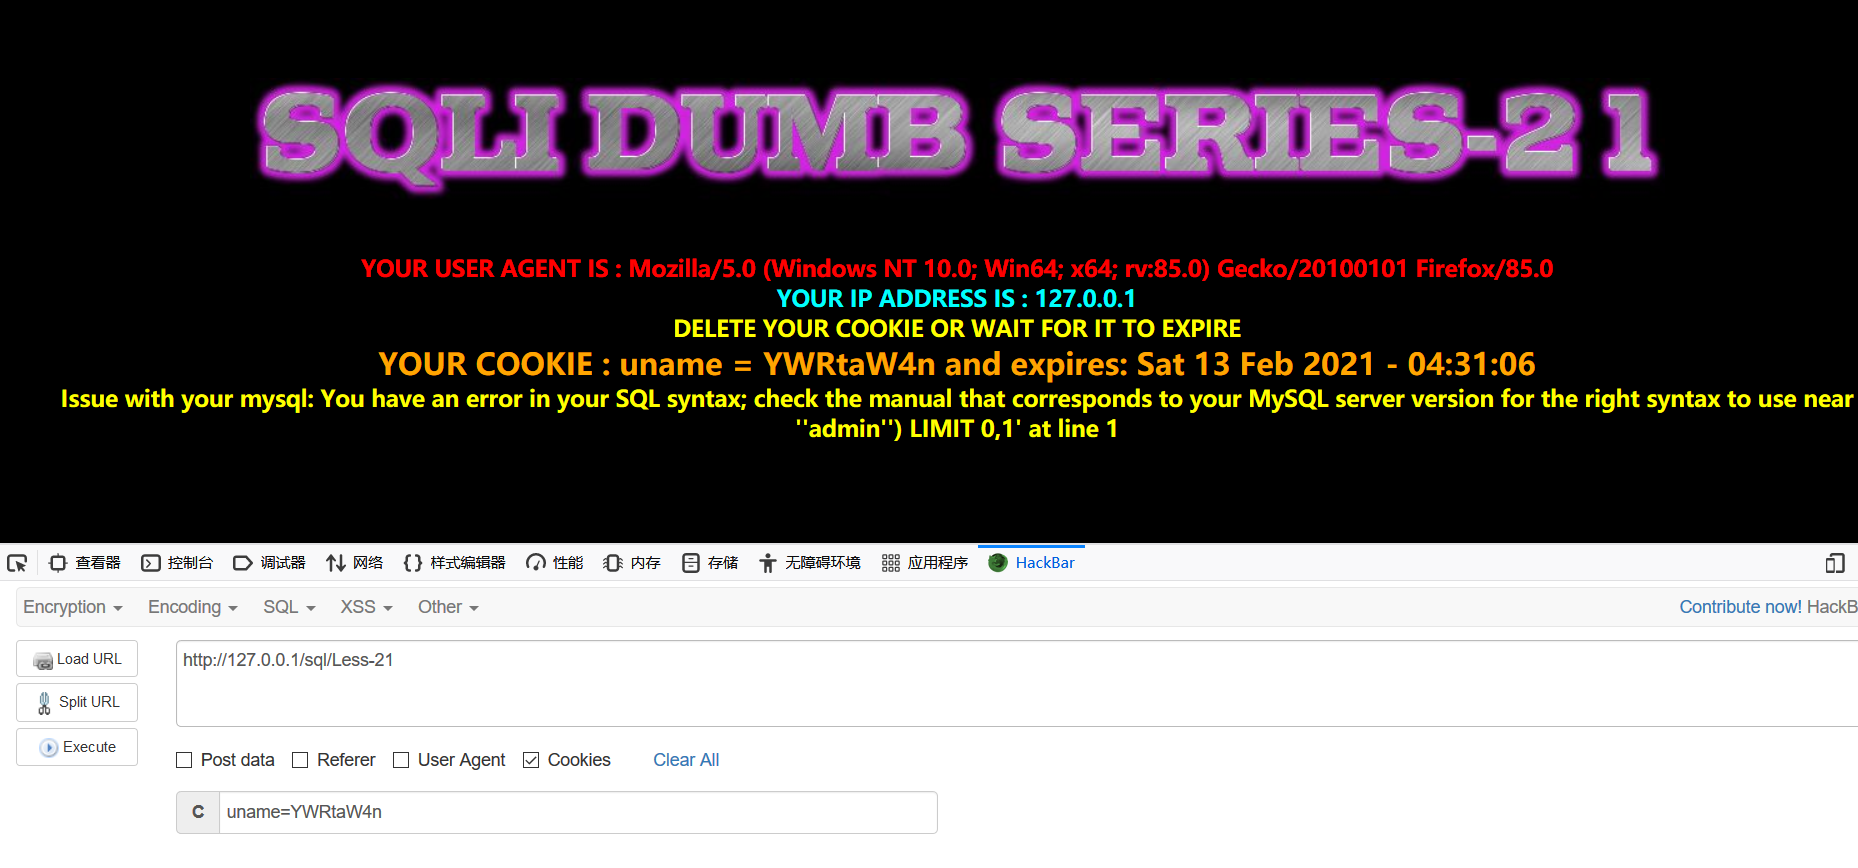 SQLI DUMB SERIES-21
YOUR USER AGENT IS : Mozilla/5.0 (Windows NT 10.0; Win64; x64; rv:85.0) Gecko/20100101 Firefox/85.0
YOUR IP ADDRESS IS : 127.0.0.1
DELETE YOUR COOKIE OR WAIT FOR IT TO EXPIRE
YOUR COOKIE : uname = YWRtaW4n and expires: Sat 13 Feb 2021 - 04:31:06
Issue with your mysql: You have an error in your SQL syntax; check the manual that corresponds to your MySQL server version for the right syntax to use near
''admin'') LIMIT 0,1' at line 1
查看器 控制台 调试器 网络 样式编辑器 性能 内存 存储 无障碍环境 应用程序 HackBar
Encryption Encoding SQL XSS Other Contribute now! HackB
Load URL http://127.0.0.1/sql/Less-21
Split URL
Execute
Post data Referer User Agent Cookies Clear All
C uname=YWRtaW4n